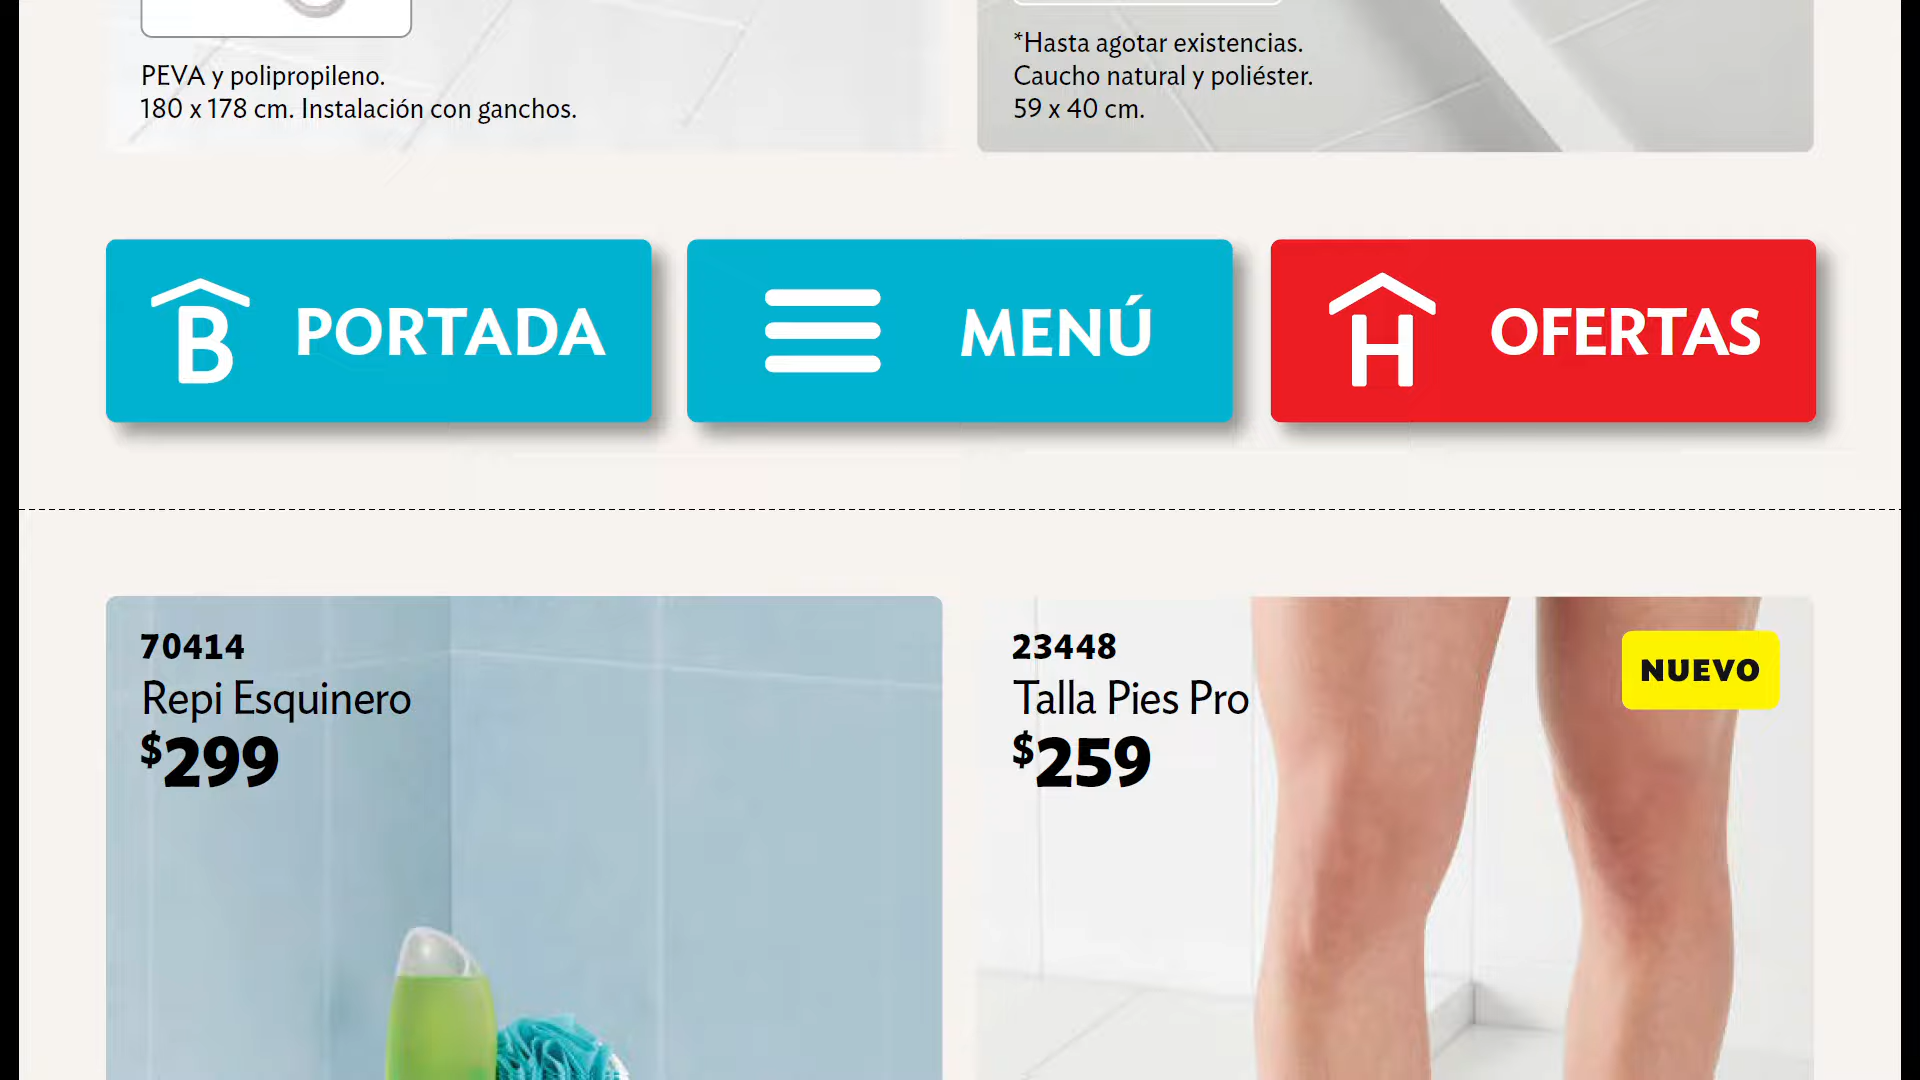 PEVA y polipropileno.
180 x 178 cm. Instalación con ganchos.
*Hasta agotar existencias.
Caucho natural y poliéster.
59 x 40 cm.
B PORTADA
MENÚ
H OFERTAS
70414
Repi Esquinero
$299
23448
Talla Pies Pro
$259
NUEVO